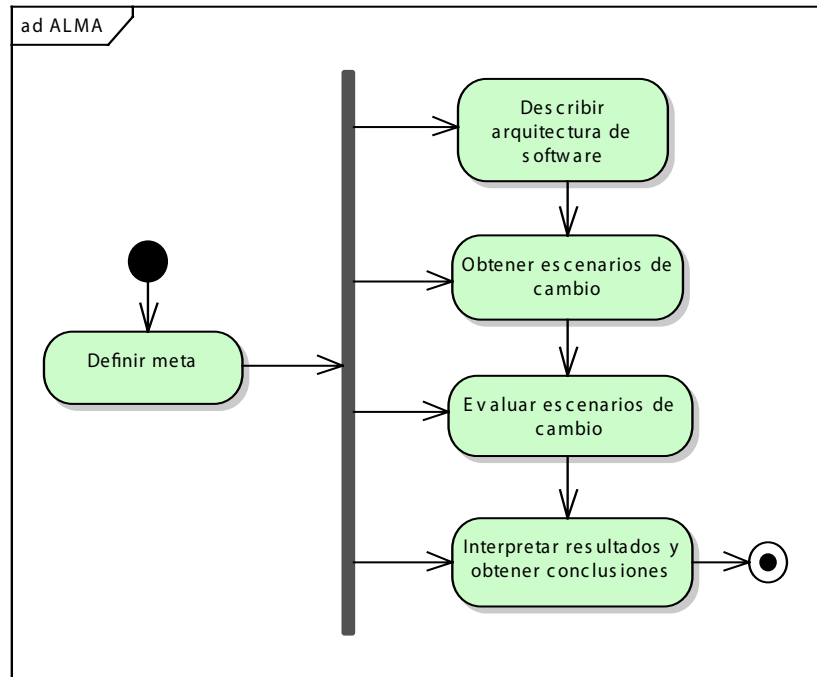 ad ALMA
Describir
arquitectura de
software
Obtener escenarios de
cambio
Definir meta
Evaluar escenarios de
cambio
Interpretar resultados y
obtener conclusiones